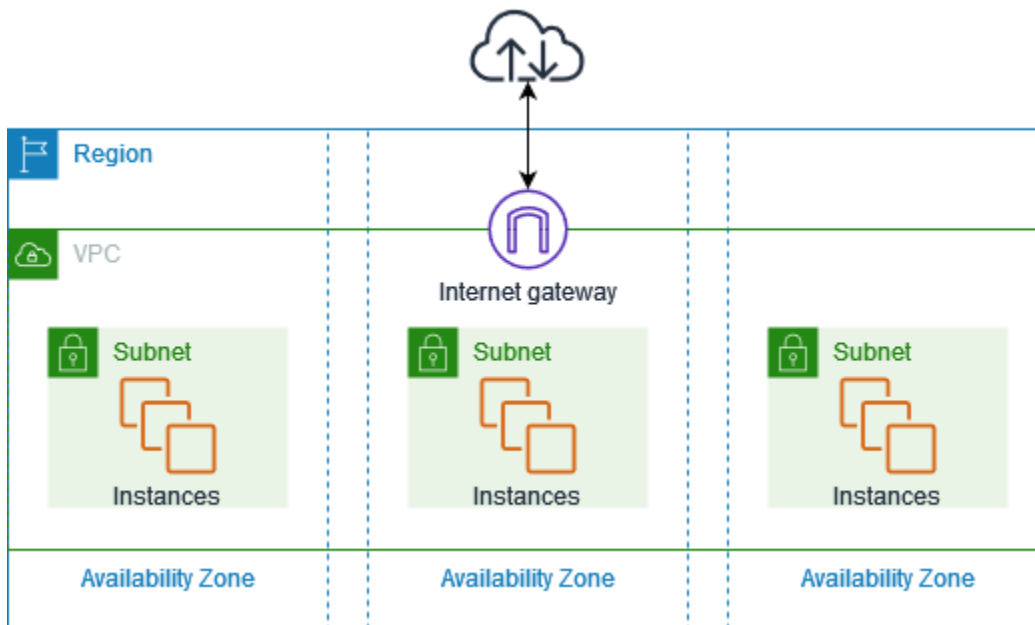 Region
VPC
Internet gateway
Subnet
Subnet
Subnet
Instances
Instances
Instances
Availability Zone
Availability Zone
Availability Zone